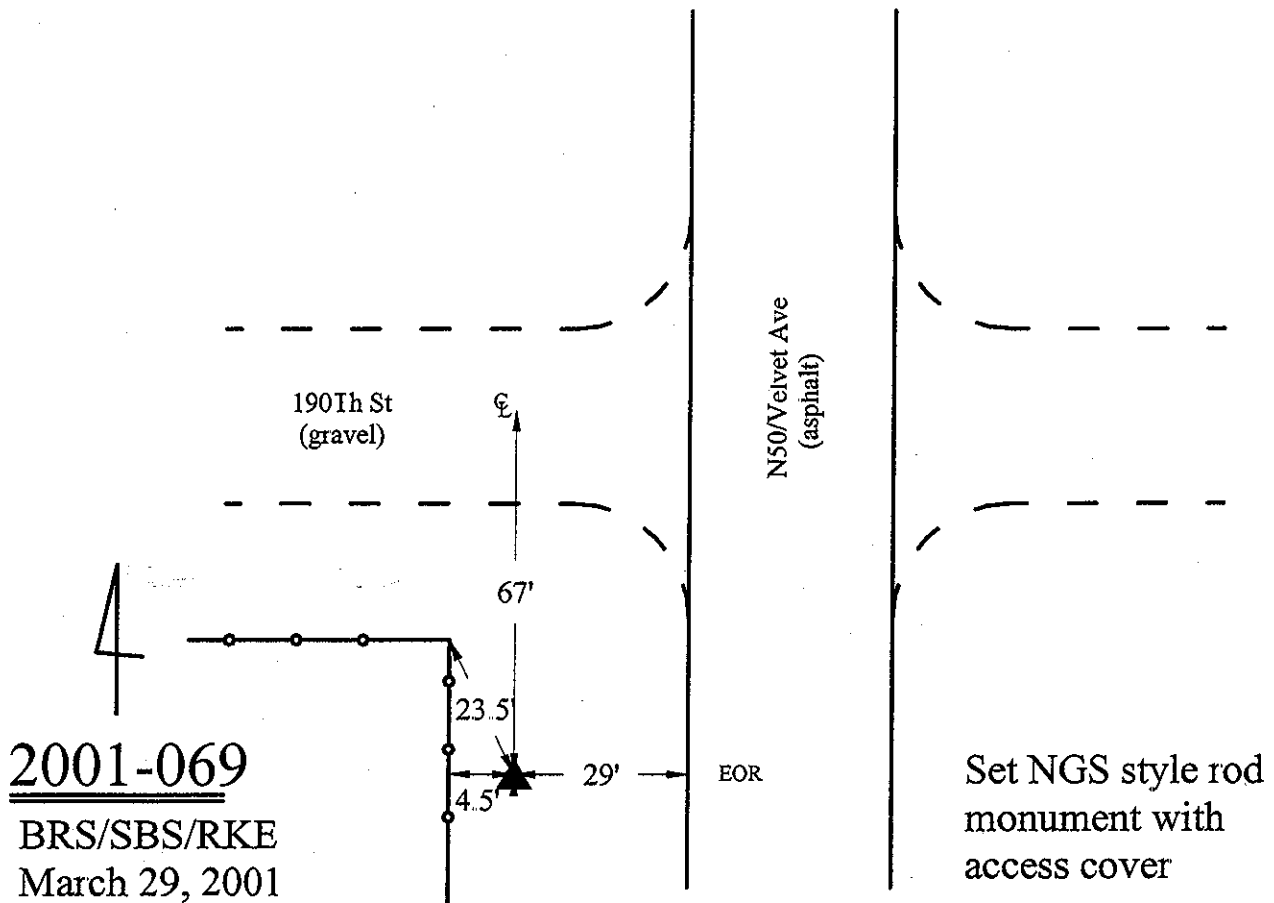 190Th St
(gravel)
℄
N50/Velvet Ave
(asphalt)
67'
23.5'
4.5'
29'
EOR
2001-069
BRS/SBS/RKE
March 29, 2001
Set NGS style rod
monument with
access cover